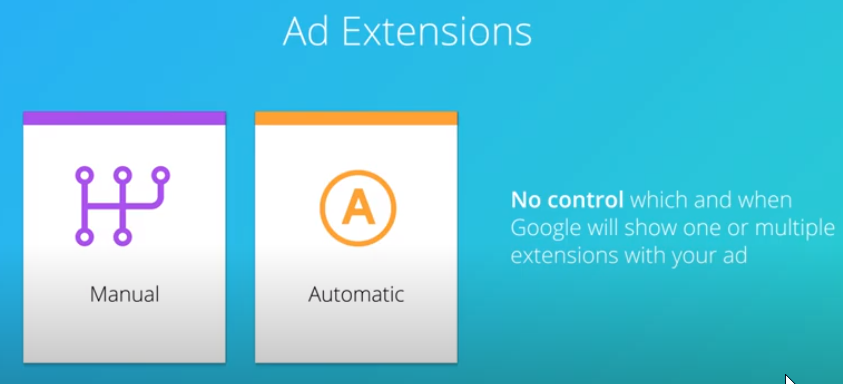 Ad Extensions
A
Manual
Automatic
No control which and when
Google will show one or multiple
extensions with your ad